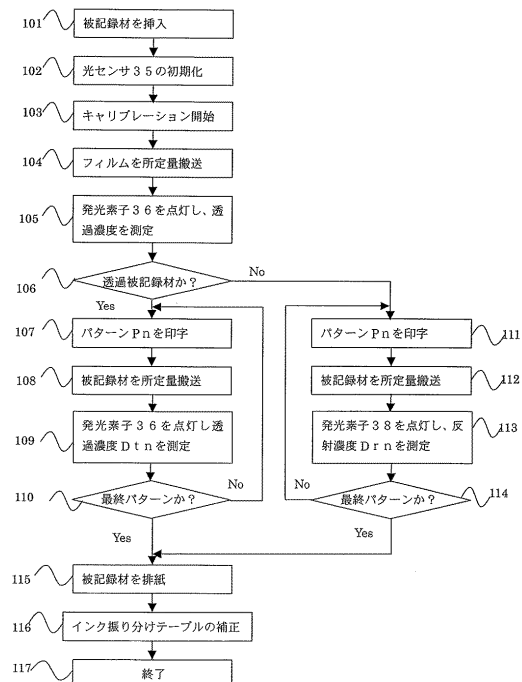 101 被記録材を挿入
102 光センサ35の初期化
103 キャリブレーション開始
104 フィルムを所定量搬送
105 発光素子36を点灯し、透
過濃度を測定
106 透過被記録材か？
No
Yes
107 パターンPnを印字
108 被記録材を所定量搬送
109 発光素子36を点灯し透
過濃度Dtnを測定
110 最終パターンか？
No
Yes
パターンPnを印字 111
被記録材を所定量搬送 112
発光素子38を点灯し、反
射濃度Drnを測定 113
No
最終パターンか？ 114
Yes
115 被記録材を排紙
116 インク振り分けテーブルの補正
117 終了